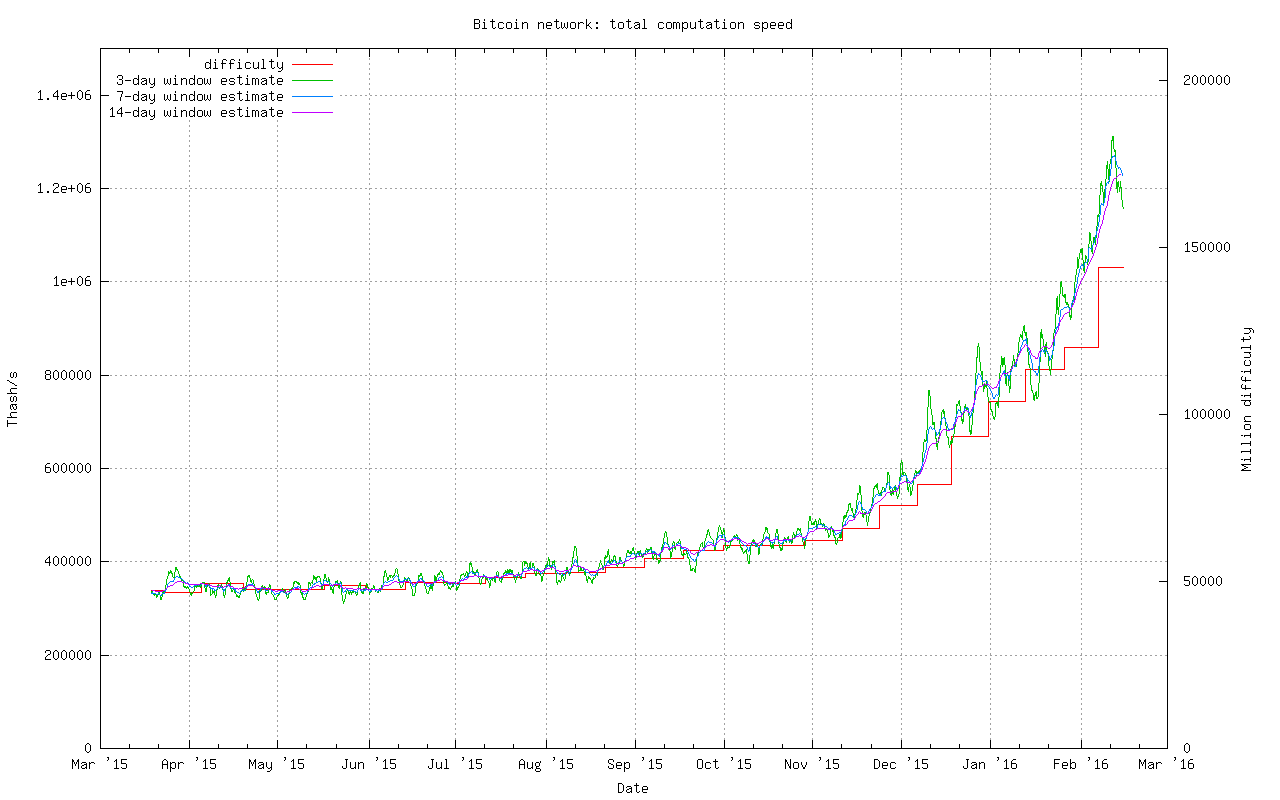 Bitcoin network: total computation speed
difficulty
3-day window estimate
7-day window estimate
14-day window estimate
1.4e+06
1.2e+06
1e+06
800000
600000
400000
200000
0
Thash/s
200000
150000
100000
50000
0
Million difficulty
Mar '15 Apr '15 May '15 Jun '15 Jul '15 Aug '15 Sep '15 Oct '15 Nov '15 Dec '15 Jan '16 Feb '16 Mar '16
Date